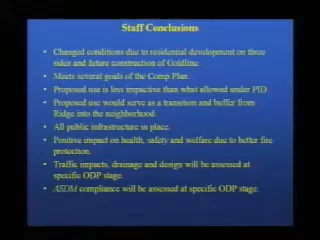 Staff Conclusions
• Changed conditions due to residential development on three
sides and future construction of Goldline.
• Meets several goals of the Comp Plan.
• Proposed use is less impactive than what allowed under PID
• Proposed use would serve as a transition and buffer from
Ridge into the neighborhood.
• All public infrastructure in place.
• Positive impact on health, safety and welfare due to better fire
protection.
• Traffic impacts, drainage and design will be assessed at
specific ODP stage.
• ASDM compliance will be assessed at specific ODP stage.